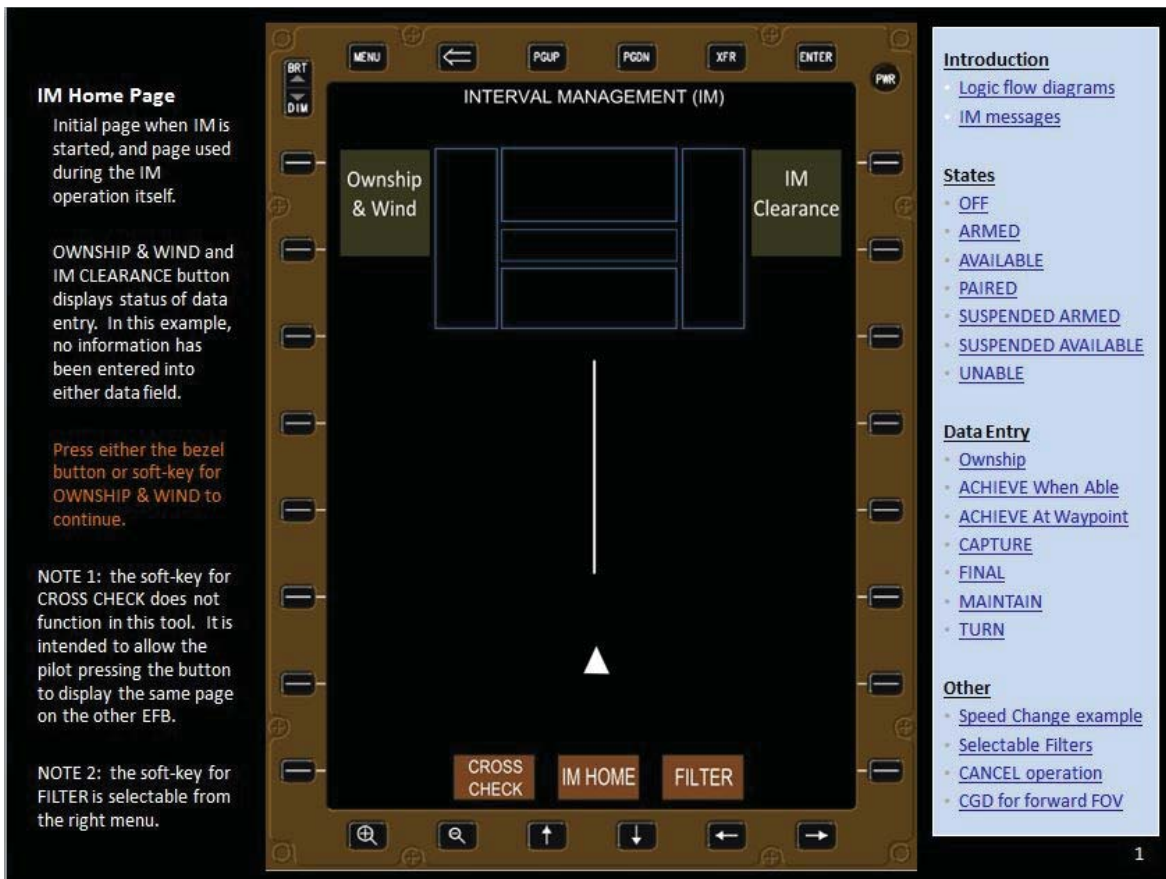 IM Home Page
Initial page when IM is
started, and page used
during the IM
operation itself.
OWNSHIP & WIND and
IM CLEARANCE button
displays status of data
entry. In this example,
no information has
been entered into
either data field.
Press either the bezel
button or soft-key for
OWNSHIP & WIND to
continue.
NOTE 1: the soft-key for
CROSS CHECK does not
function in this tool. It is
intended to allow the
pilot pressing the button
to display the same page
on the other EFB.
NOTE 2: the soft-key for
FILTER is selectable from
the right menu.
BRT
DIM
MENU
PGUP
PGDN
XFR
ENTER
PWR
INTERVAL MANAGEMENT (IM)
Ownship
& Wind
IM
Clearance
CROSS
CHECK
IM HOME
FILTER
Introduction
Logic flow diagrams
IM messages
States
OFF
ARMED
AVAILABLE
PAIRED
SUSPENDED ARMED
SUSPENDED AVAILABLE
UNABLE
Data Entry
Ownship
ACHIEVE When Able
ACHIEVE At Waypoint
CAPTURE
FINAL
MAINTAIN
TURN
Other
Speed Change example
Selectable Filters
CANCEL operation
CGD for forward FOV
1